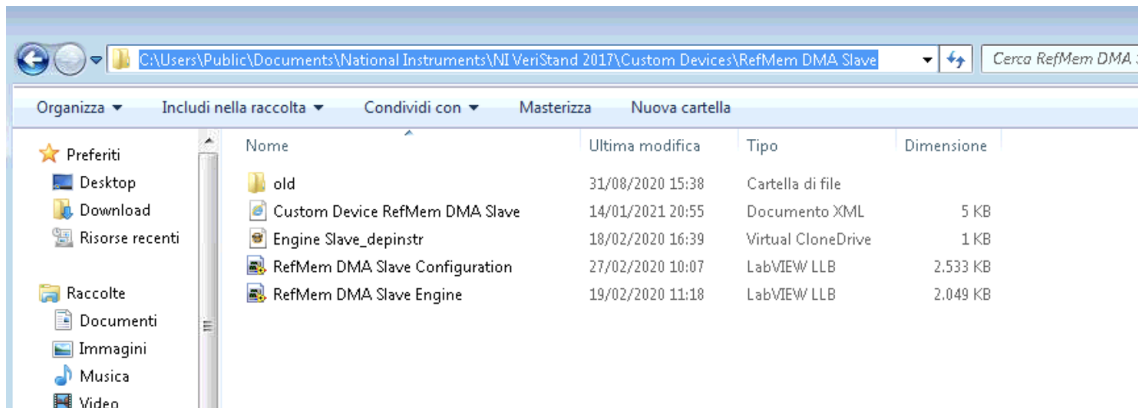 C:\Users\Public\Documents\National Instruments\NI VeriStand 2017\Custom Devices\RefMem DMA Slave Cerca RefMem DMA
Organizza Includi nella raccolta Condividi con Masterizza Nuova cartella
Preferiti
Desktop
Download
Risorse recenti
Raccolte
Documenti
Immagini
Musica
Video
Nome Ultima modifica Tipo Dimensione
old 31/08/2020 15:38 Cartella di file
Custom Device RefMem DMA Slave 14/01/2021 20:55 Documento XML 5 KB
Engine Slave_depinstr 18/02/2020 16:39 Virtual CloneDrive 1 KB
RefMem DMA Slave Configuration 27/02/2020 10:07 LabVIEW LLB 2.533 KB
RefMem DMA Slave Engine 19/02/2020 11:18 LabVIEW LLB 2.049 KB